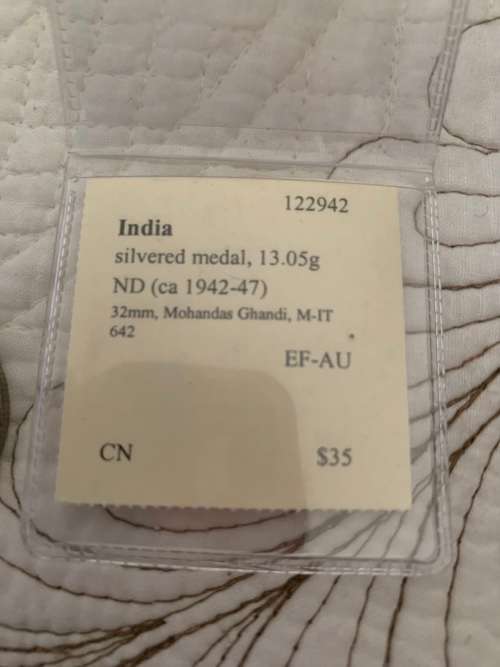 122942
India
silvered medal, 13.05g
ND (ca 1942-47)
32mm, Mohandas Ghandi, M-IT
642
EF-AU
CN $35